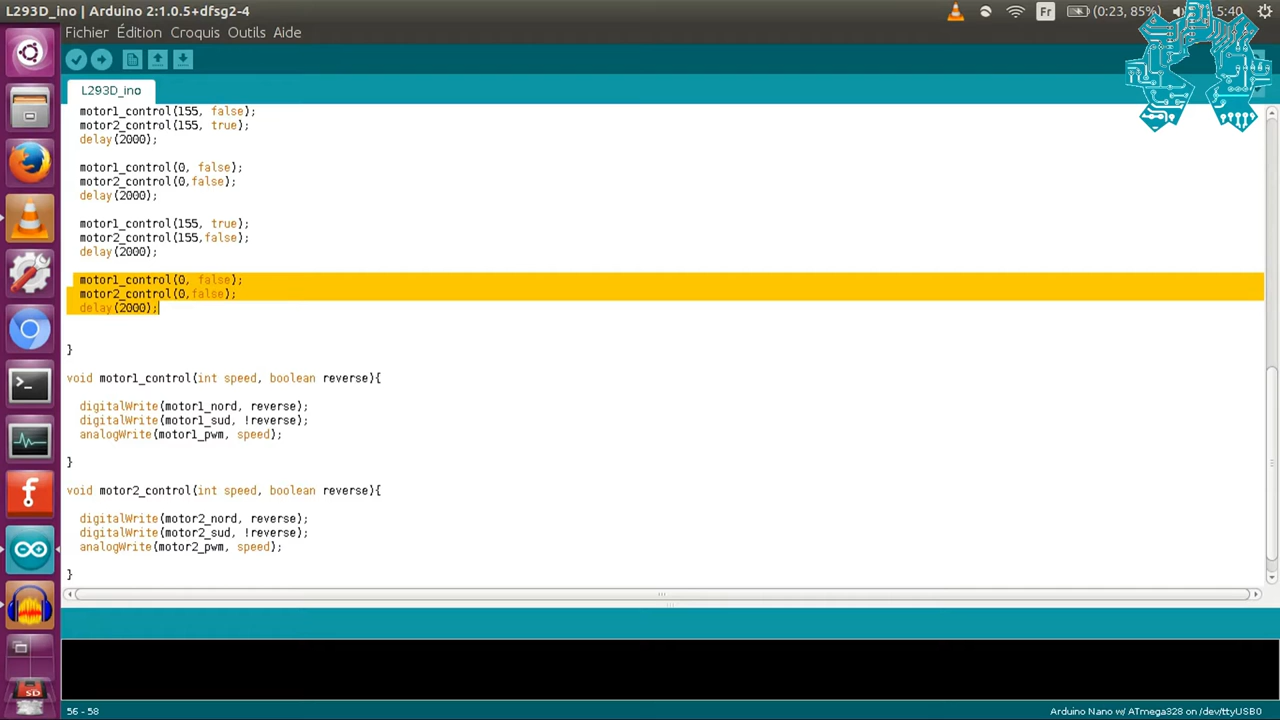 L293D_ino | Arduino 2:1.0.5+dfsg2-4
Fr
(0:23, 85%)
5:40
Fichier Édition Croquis Outils Aide
L293D_ino
motor1_control(155, false);
motor2_control(155, true);
delay(2000);
motor1_control(0, false);
motor2_control(0,false);
delay(2000);
motor1_control(155, true);
motor2_control(155,false);
delay(2000);
motor1_control(0, false);
motor2_control(0,false);
delay(2000);
}
void motor1_control(int speed, boolean reverse){
digitalWrite(motor1_nord, reverse);
digitalWrite(motor1_sud, !reverse);
analogWrite(motor1_pwm, speed);
}
void motor2_control(int speed, boolean reverse){
digitalWrite(motor2_nord, reverse);
digitalWrite(motor2_sud, !reverse);
analogWrite(motor2_pwm, speed);
}
SD
56 - 58
Arduino Nano w/ ATmega328 on /dev/ttyUSB0